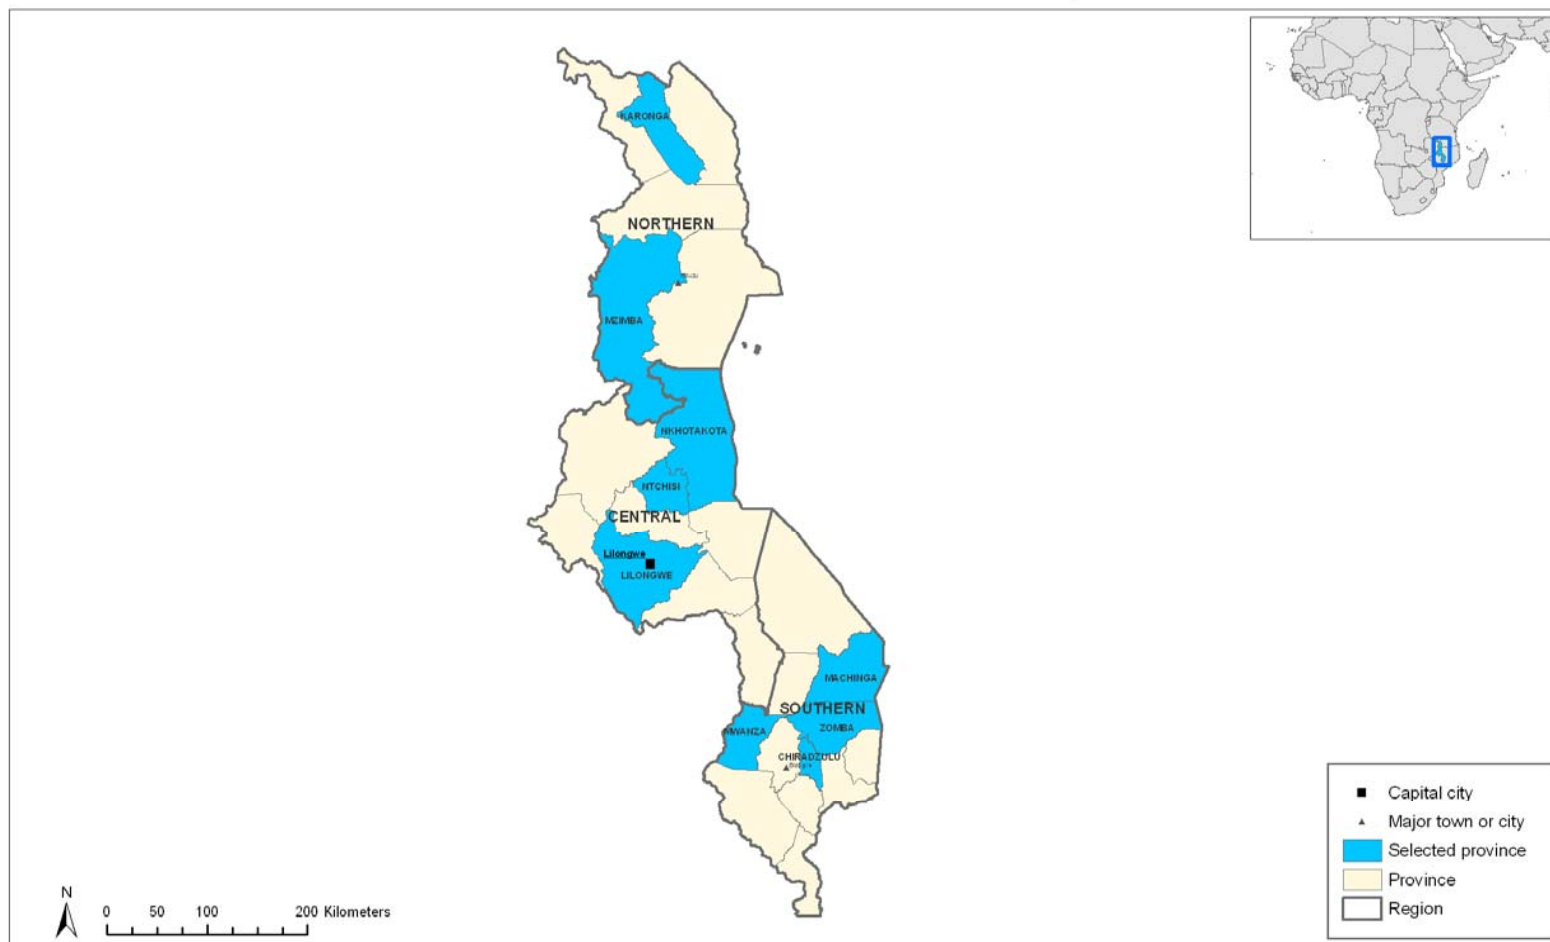 KARONGA
NORTHERN
MZIMBA
NKHOTAKOTA
NTCHISI
CENTRAL
Lilongwe
LILONGWE
MACHINGA
SOUTHERN
MWANZA
ZOMBA
CHIRADZULU
N
0 50 100 200 Kilometers
Capital city
Major town or city
Selected province
Province
Region